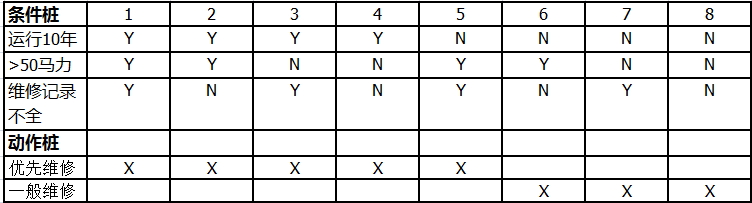 条件桩 1 2 3 4 5 6 7 8
运行10年 Y Y Y Y N N N N
>50马力 Y Y N N Y Y N N
维修记录 Y N Y N Y N Y N
不全
动作桩
优先维修 X X X X X
一般维修 X X X